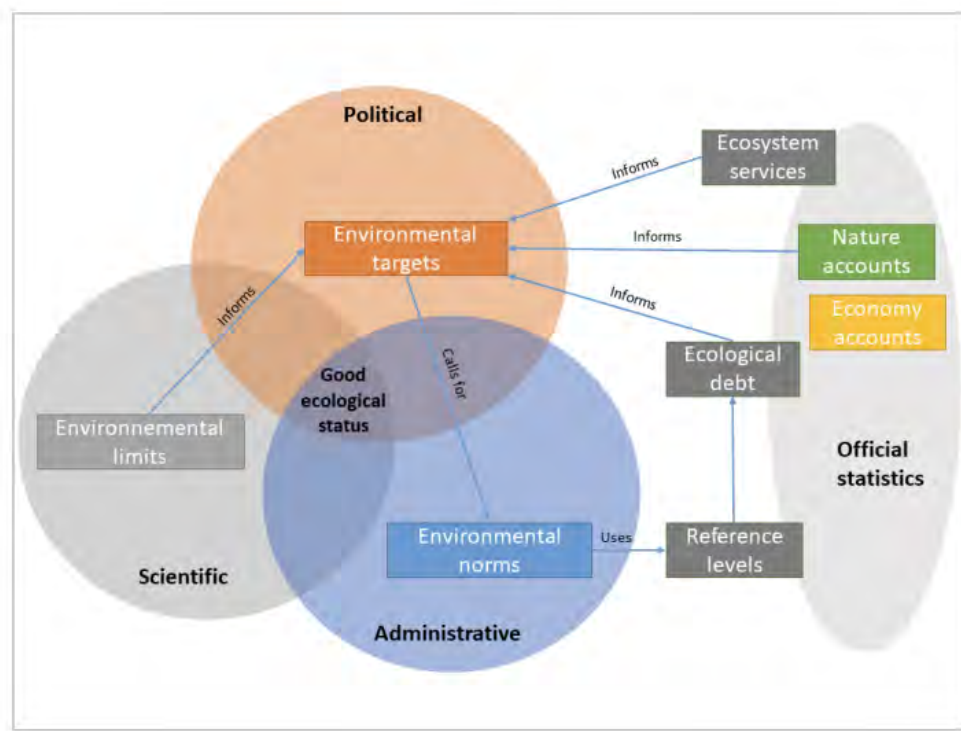 Political
Ecosystem
services
Informs
Environmental
targets
Informs
Nature
accounts
Informs
Informs
Economy
accounts
Ecological
debt
Calls for
Good
ecological
status
Environnemental
limits
Official
statistics
Environmental
norms
Uses
Reference
levels
Scientific
Administrative